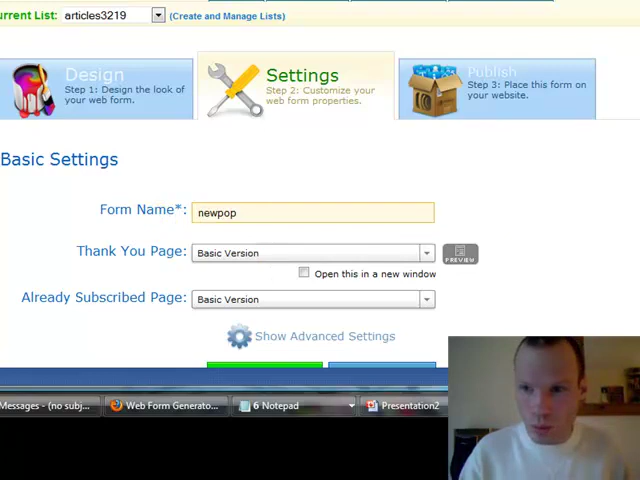 urrent List: articles3219 (Create and Manage Lists)
Design
Step 1: Design the look of
your web form.
Settings
Step 2: Customize your
web form properties.
Publish
Step 3: Place this form on
your website.
Basic Settings
Form Name*: newpop
Thank You Page: Basic Version
PREVIEW
Open this in a new window
Already Subscribed Page: Basic Version
Show Advanced Settings
Messages - (no subj... Web Form Generato... 6 Notepad Presentation2